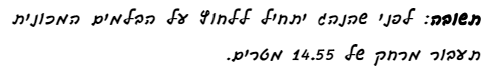 תשובה: לפני שהנהג יתחיל ללחוץ על הבלמים המכונית
תעבור מרחק של 14.55 מטרים.